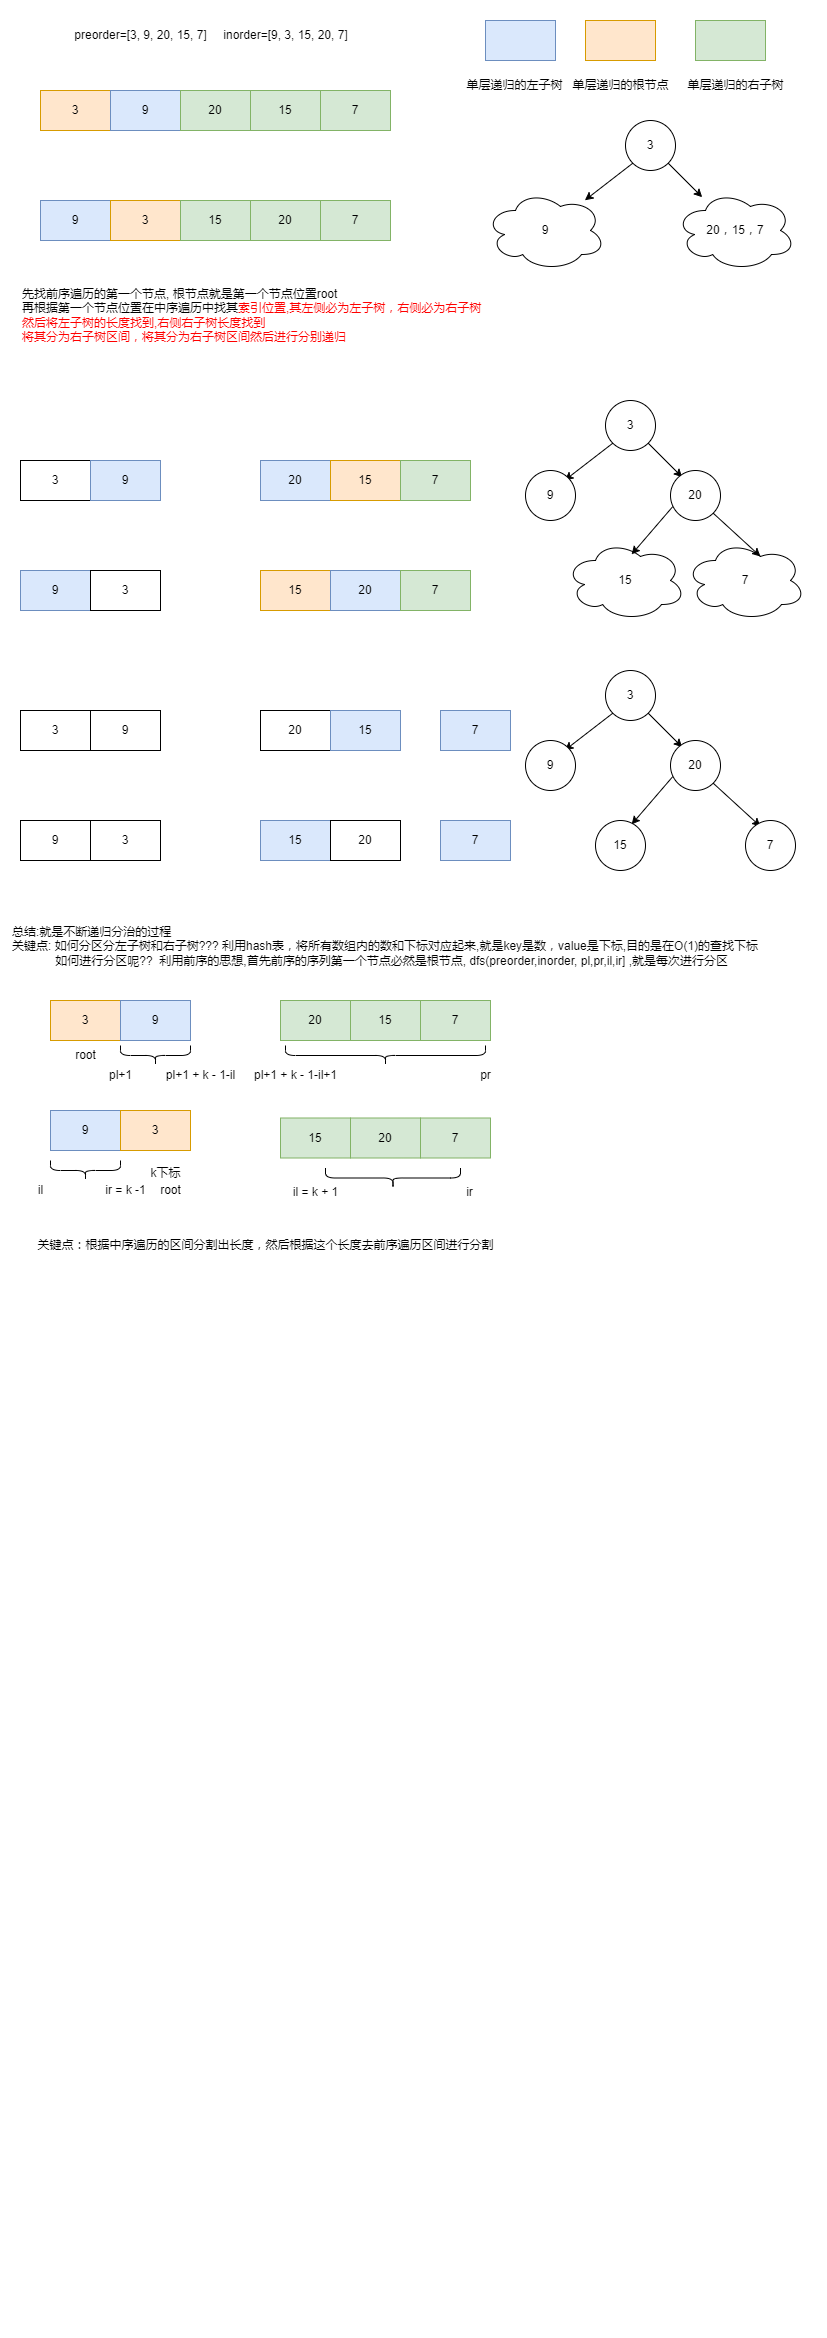 preorder=[3, 9, 20, 15, 7] inorder=[9, 3, 15, 20, 7]
单层递归的左子树 单层递归的根节点 单层递归的右子树
3 9 20 15 7
3
9 3 15 20 7
9
20，15，7
先找前序遍历的第一个节点, 根节点就是第一个节点位置root
再根据第一个节点位置在中序遍历中找其索引位置,其左侧必为左子树，右侧必为右子树
然后将左子树的长度找到,右侧右子树长度找到
将其分为右子树区间，将其分为右子树区间然后进行分别递归
3
3 9
20 15 7
9
20
9 3
15 20 7
15
7
3
3 9
20 15
7
9
20
9 3
15 20
7
15
7
总结:就是不断递归分治的过程
关键点: 如何分区分左子树和右子树??? 利用hash表，将所有数组内的数和下标对应起来,就是key是数，value是下标,目的是在O(1)的查找下标
如何进行分区呢?? 利用前序的思想,首先前序的序列第一个节点必然是根节点, dfs(preorder,inorder, pl,pr,il,ir] ,就是每次进行分区
3 9
20 15 7
root
pl+1 pl+1 + k - 1-il pl+1 + k - 1-il+1 pr
9 3
15 20 7
k下标
il ir = k -1 root il = k + 1 ir
关键点：根据中序遍历的区间分割出长度，然后根据这个长度去前序遍历区间进行分割